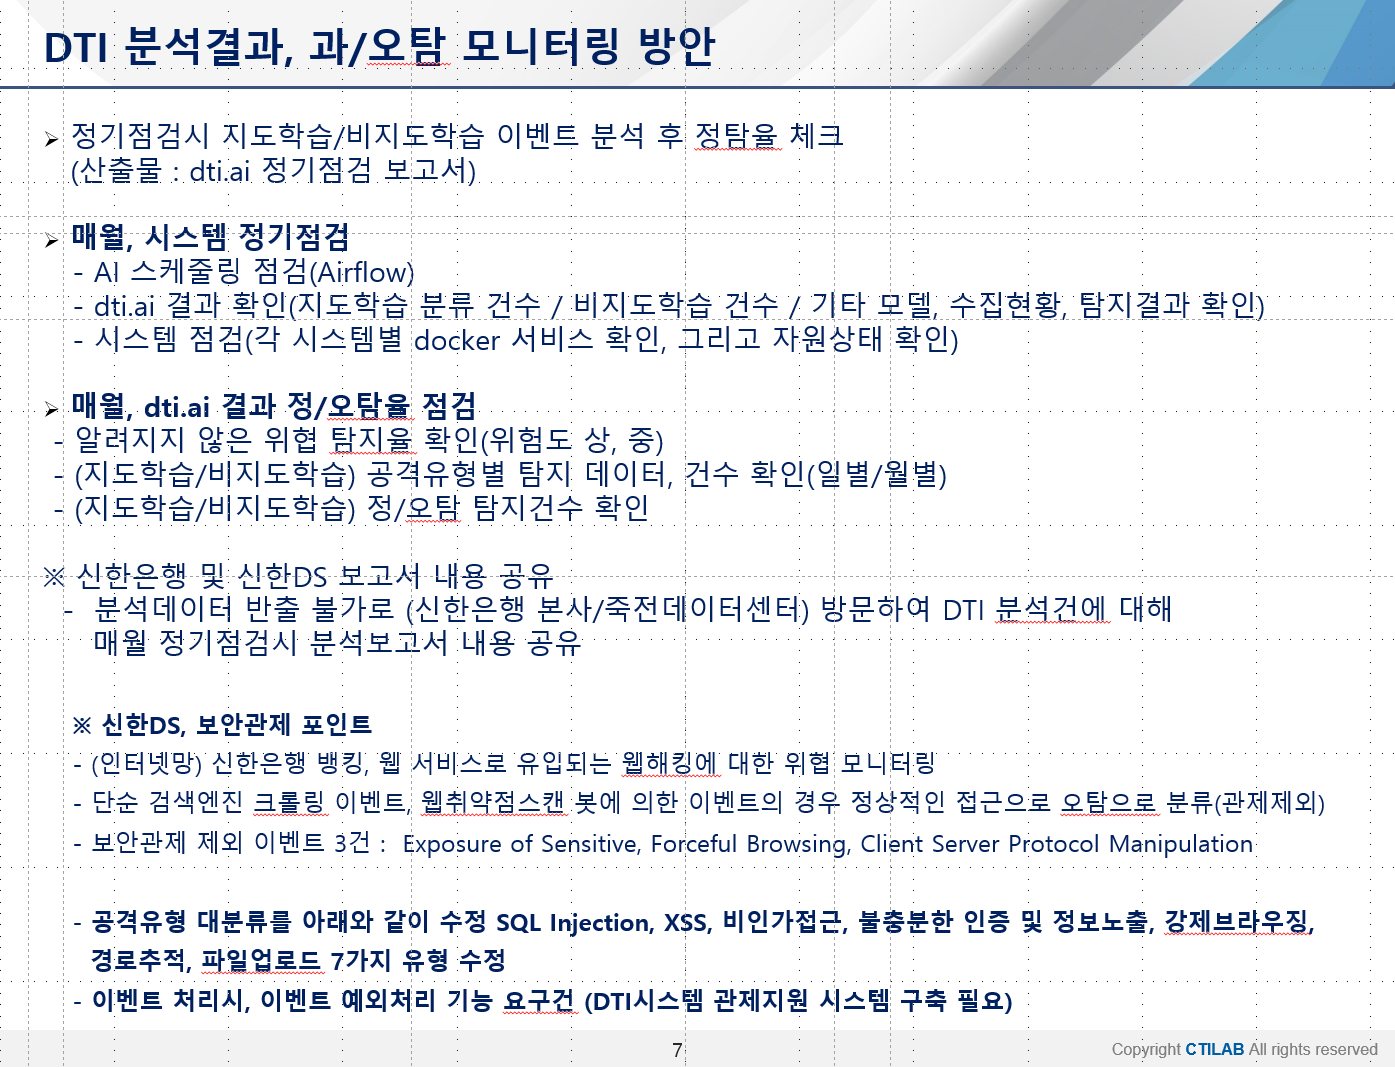 DTI 분석결과, 과/오탐 모니터링 방안
➢ 정기점검시 지도학습/비지도학습 이벤트 분석 후 정탐율 체크
(산출물 : dti.ai 정기점검 보고서)
➢ 매월, 시스템 정기점검
- AI 스케줄링 점검(Airflow)
- dti.ai 결과 확인(지도학습 분류 건수 / 비지도학습 건수 / 기타 모델, 수집현황, 탐지결과 확인)
- 시스템 점검(각 시스템별 docker 서비스 확인, 그리고 자원상태 확인)
➢ 매월, dti.ai 결과 정/오탐율 점검
- 알려지지 않은 위협 탐지율 확인(위험도 상, 중)
- (지도학습/비지도학습) 공격유형별 탐지 데이터, 건수 확인(일별/월별)
- (지도학습/비지도학습) 정/오탐 탐지건수 확인
※ 신한은행 및 신한DS 보고서 내용 공유
- 분석데이터 반출 불가로 (신한은행 본사/죽전데이터센터) 방문하여 DTI 분석건에 대해
매월 정기점검시 분석보고서 내용 공유
※ 신한DS, 보안관제 포인트
- (인터넷망) 신한은행 뱅킹, 웹 서비스로 유입되는 웹해킹에 대한 위협 모니터링
- 단순 검색엔진 크롤링 이벤트, 웹취약점스캔 봇에 의한 이벤트의 경우 정상적인 접근으로 오탐으로 분류(관제제외)
- 보안관제 제외 이벤트 3건 : Exposure of Sensitive, Forceful Browsing, Client Server Protocol Manipulation
- 공격유형 대분류를 아래와 같이 수정 SQL Injection, XSS, 비인가접근, 불충분한 인증 및 정보노출, 강제브라우징,
경로추적, 파일업로드 7가지 유형 수정
- 이벤트 처리시, 이벤트 예외처리 기능 요구건 (DTI시스템 관제지원 시스템 구축 필요)
7
Copyright CTILAB All rights reserved